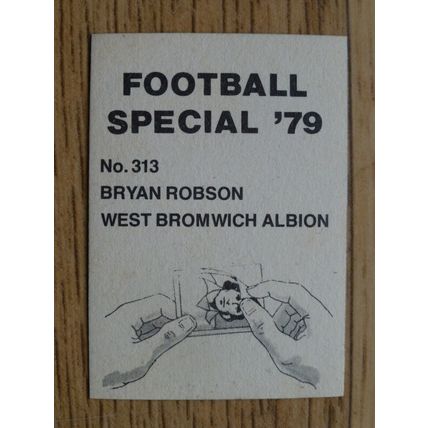 FOOTBALL
SPECIAL '79
No. 313
BRYAN ROBSON
WEST BROMWICH ALBION